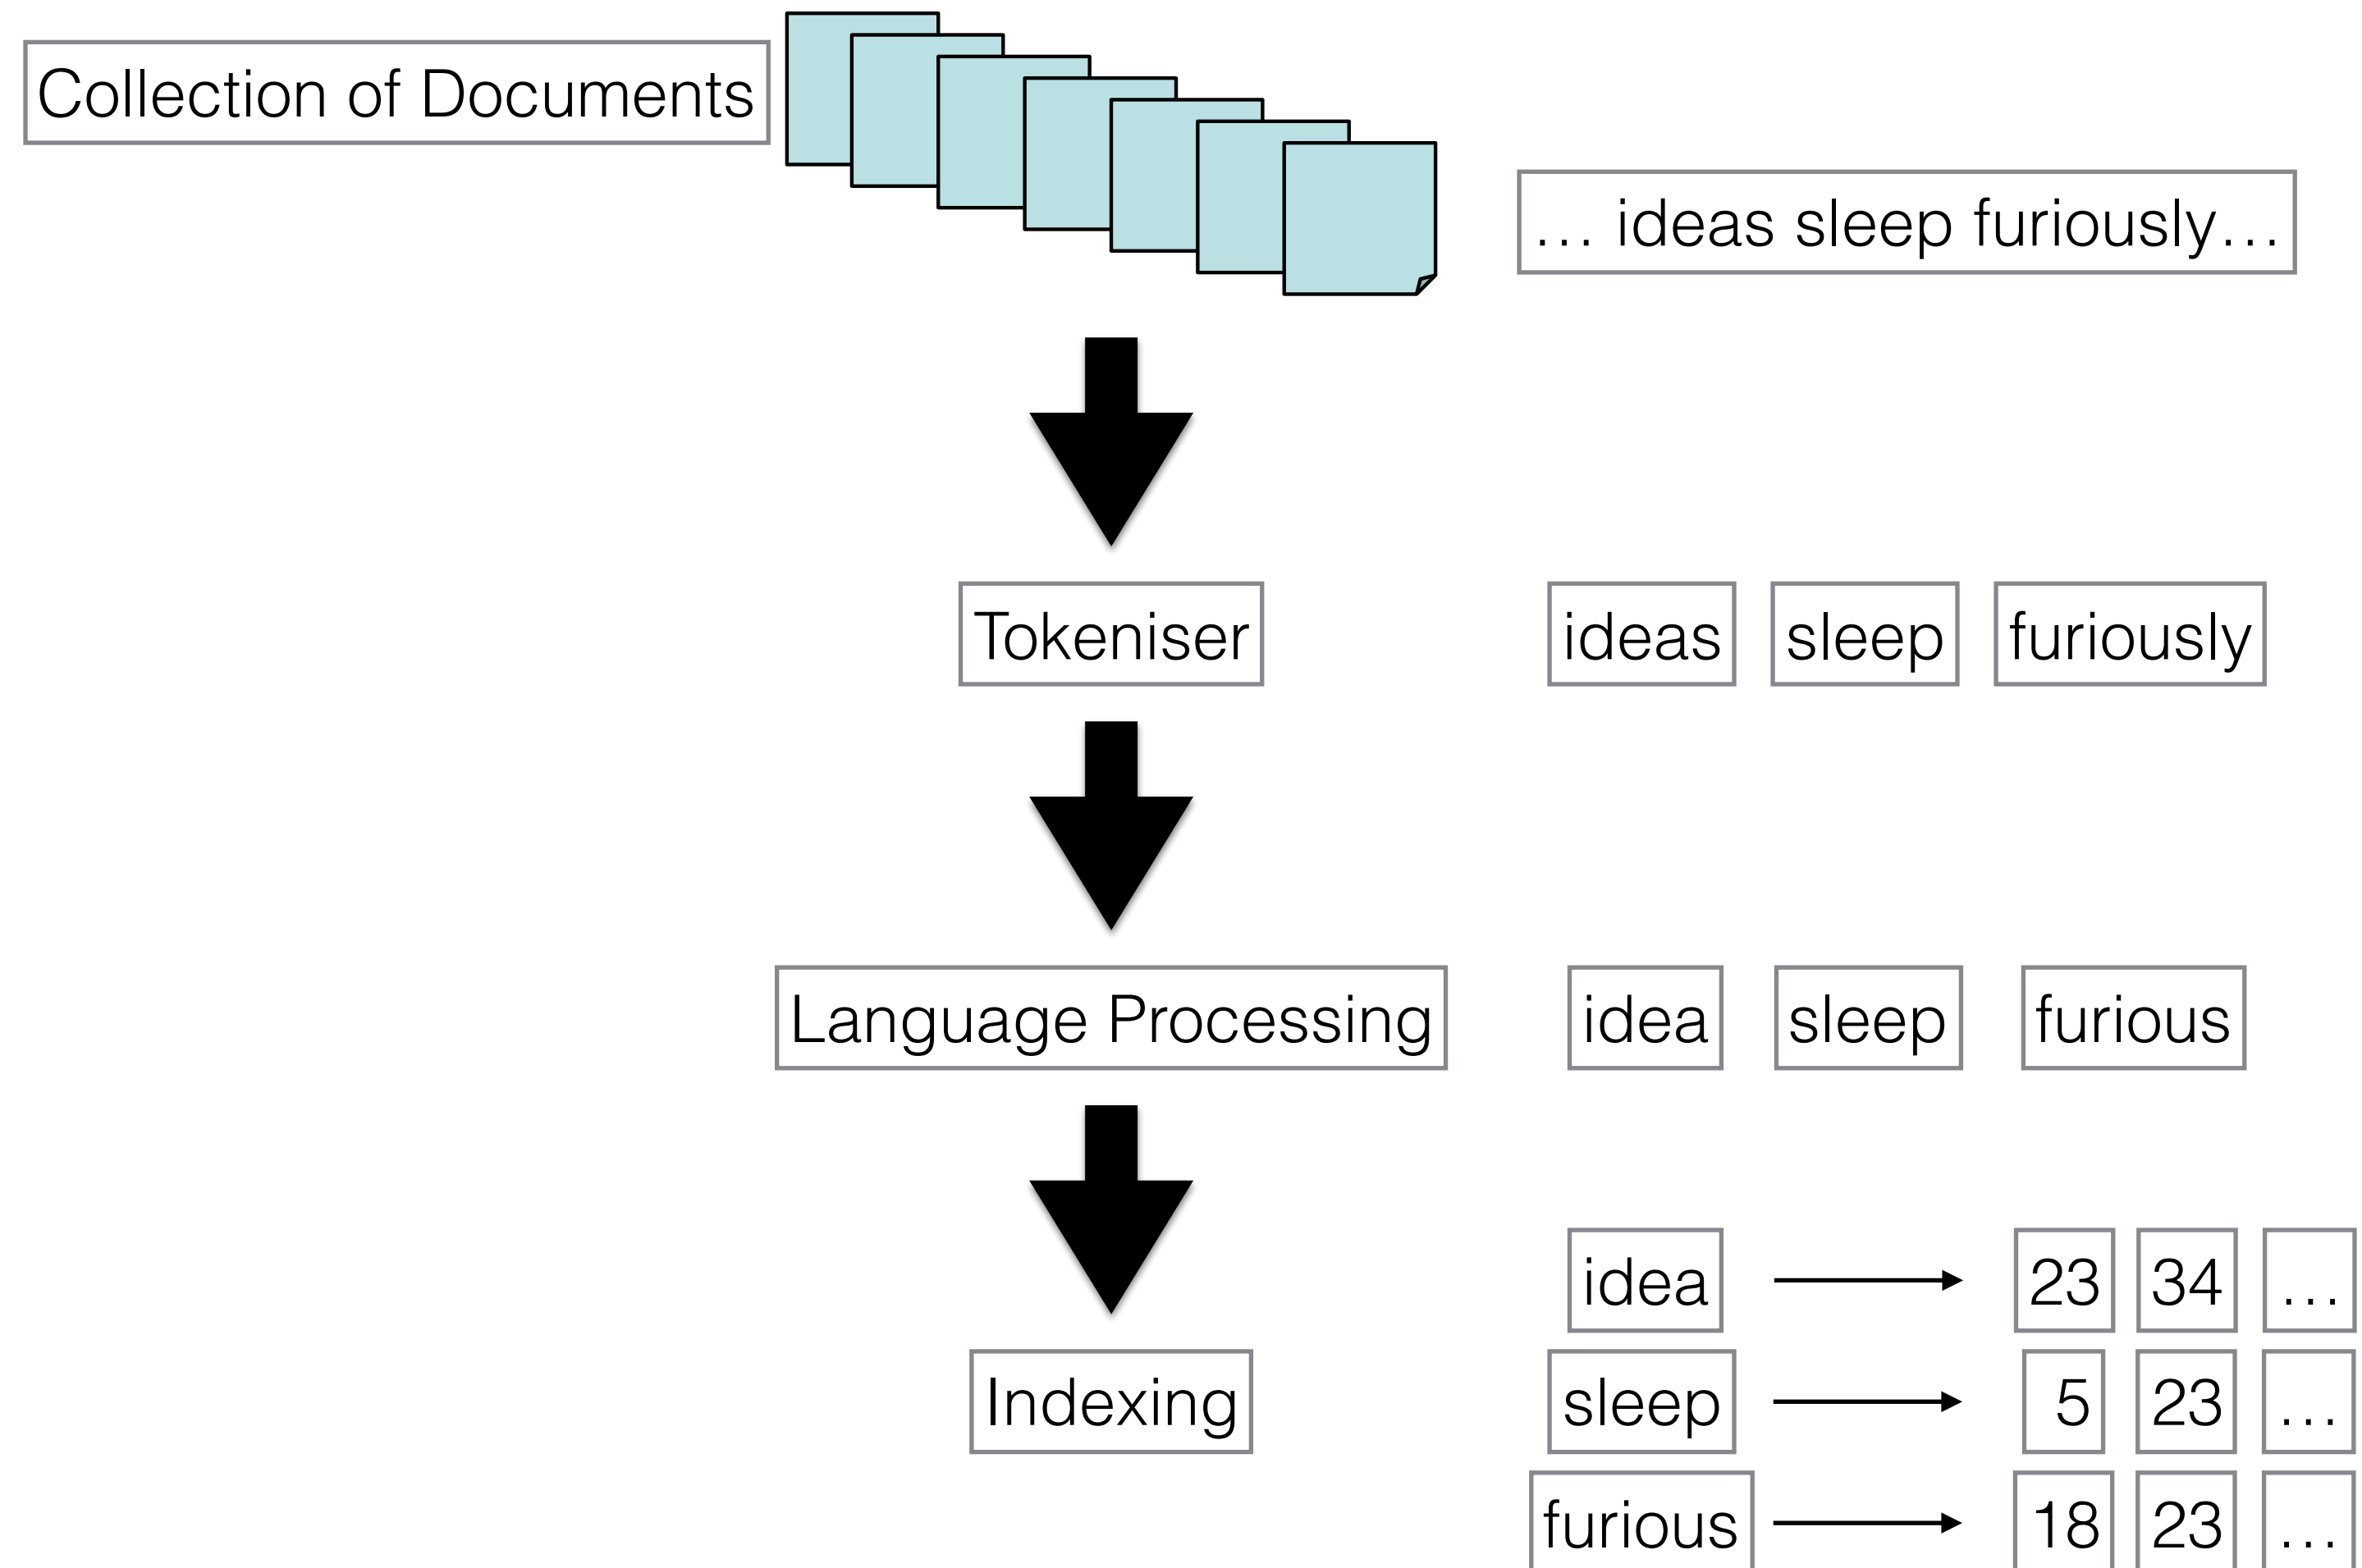 Collection of Documents
… ideas sleep furiously…
Tokeniser
ideas sleep furiously
Language Processing
idea sleep furious
idea 23 34 …
Indexing
sleep 5 23 …
furious 18 23 …